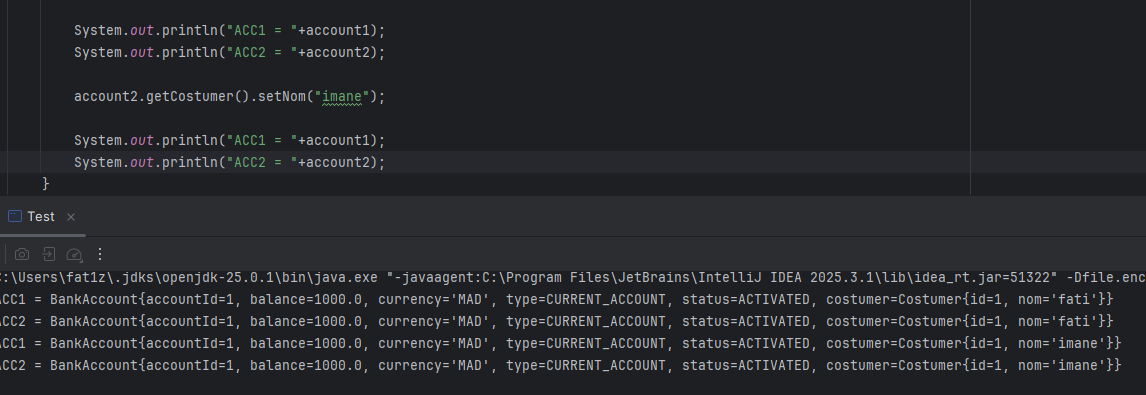 System.out.println("ACC1 = "+account1);
System.out.println("ACC2 = "+account2);
account2.getCostumer().setNom("imane");
System.out.println("ACC1 = "+account1);
System.out.println("ACC2 = "+account2);
}
Test ×
C:\Users\fat1z\.jdks\openjdk-25.0.1\bin\java.exe "-javaagent:C:\Program Files\JetBrains\IntelliJ IDEA 2025.3.1\lib\idea_rt.jar=51322" -Dfile.enc
ACC1 = BankAccount{accountId=1, balance=1000.0, currency='MAD', type=CURRENT_ACCOUNT, status=ACTIVATED, costumer=Costumer{id=1, nom='fati'}}
ACC2 = BankAccount{accountId=1, balance=1000.0, currency='MAD', type=CURRENT_ACCOUNT, status=ACTIVATED, costumer=Costumer{id=1, nom='fati'}}
ACC1 = BankAccount{accountId=1, balance=1000.0, currency='MAD', type=CURRENT_ACCOUNT, status=ACTIVATED, costumer=Costumer{id=1, nom='imane'}}
ACC2 = BankAccount{accountId=1, balance=1000.0, currency='MAD', type=CURRENT_ACCOUNT, status=ACTIVATED, costumer=Costumer{id=1, nom='imane'}}